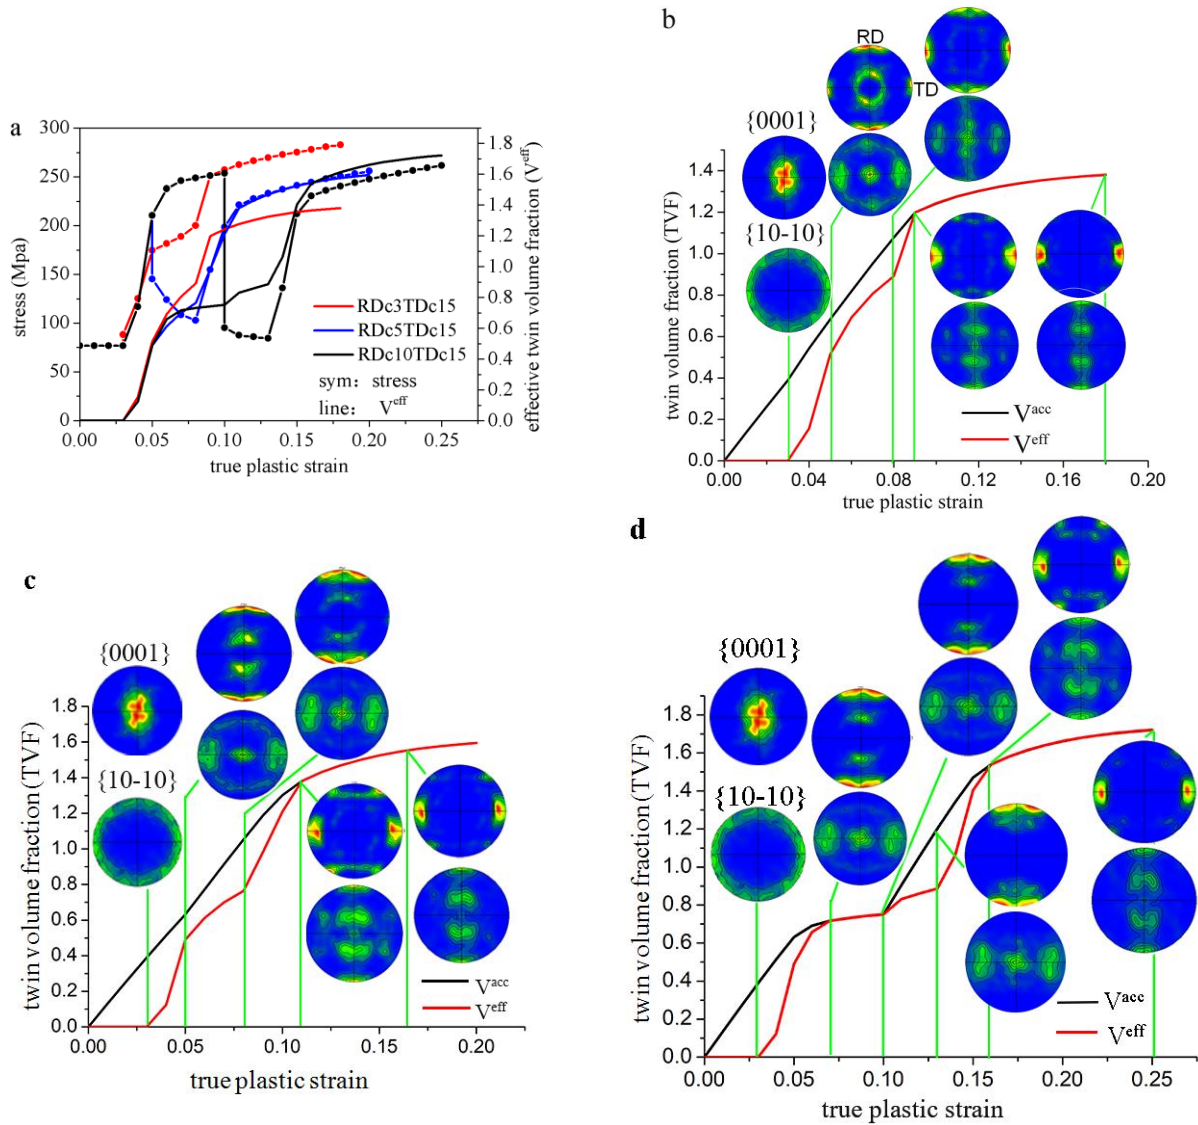 a
300
250
200
150
100
50
0
stress (Mpa)
1.8
1.6
1.4
1.2
1.0
0.8
0.6
0.4
0.2
0.0
effective twin volume fraction (V^eff)
RDc3TDc15
RDc5TDc15
RDc10TDc15
sym: stress
line: V^eff
0.00 0.05 0.10 0.15 0.20 0.25
true plastic strain
b
RD
TD
{0001}
{10-10}
1.4
1.2
1.0
0.8
0.6
0.4
0.2
0.0
twin volume fraction (TVF)
V^acc
V^eff
0.00 0.04 0.08 0.12 0.16 0.20
true plastic strain
c
{0001}
{10-10}
1.8
1.6
1.4
1.2
1.0
0.8
0.6
0.4
0.2
0.0
twin volume fraction (TVF)
V^acc
V^eff
0.00 0.05 0.10 0.15 0.20
true plastic strain
d
{0001}
{10-10}
1.8
1.6
1.4
1.2
1.0
0.8
0.6
0.4
0.2
0.0
twin volume fraction (TVF)
V^acc
V^eff
0.00 0.05 0.10 0.15 0.20 0.25
true plastic strain